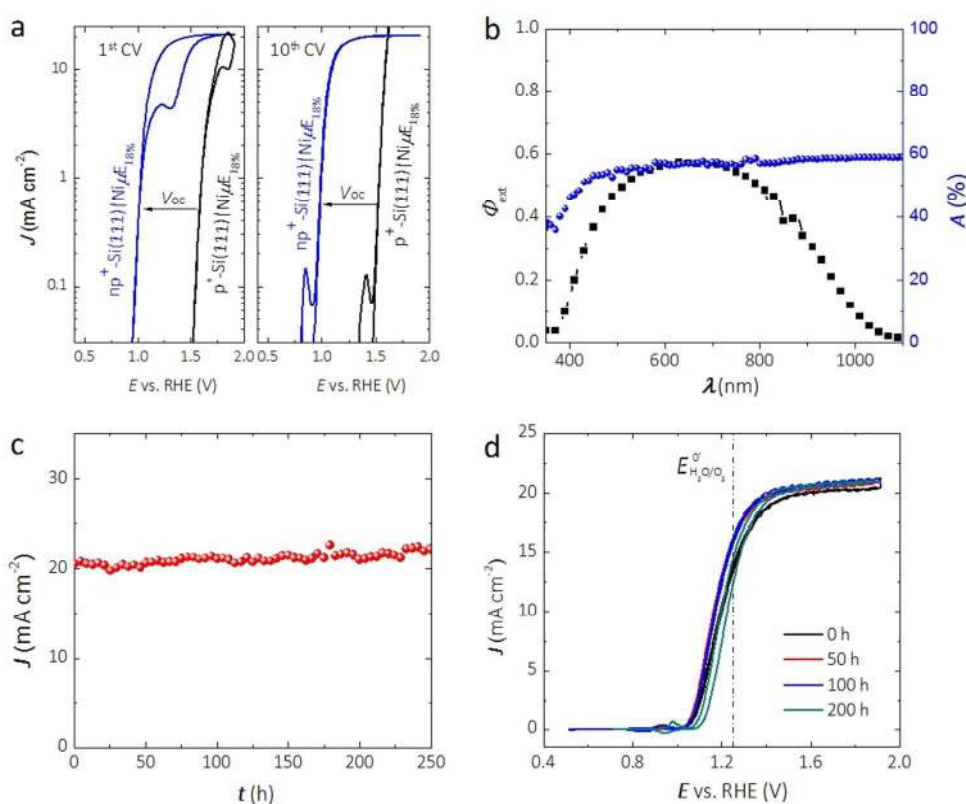 a
1st CV
10th CV
10
1
0.1
J (mA cm-2)
np+-Si(111)|NiμE18%
p+-Si(111)|NiμE18%
VOC
np+-Si(111)|NiμE18%
p+-Si(111)|NiμE18%
VOC
0.5 1.0 1.5 2.0
0.5 1.0 1.5 2.0
E vs. RHE (V)
E vs. RHE (V)
b
1.0
0.8
0.6
0.4
0.2
0.0
Φext
100
80
60
40
20
0
A (%)
400 600 800 1000
λ(nm)
c
30
20
10
0
J (mA cm-2)
0 50 100 150 200 250
t (h)
d
25
20
15
10
5
0
J (mA cm-2)
E0'H2O/O2
0 h
50 h
100 h
200 h
0.4 0.8 1.2 1.6 2.0
E vs. RHE (V)